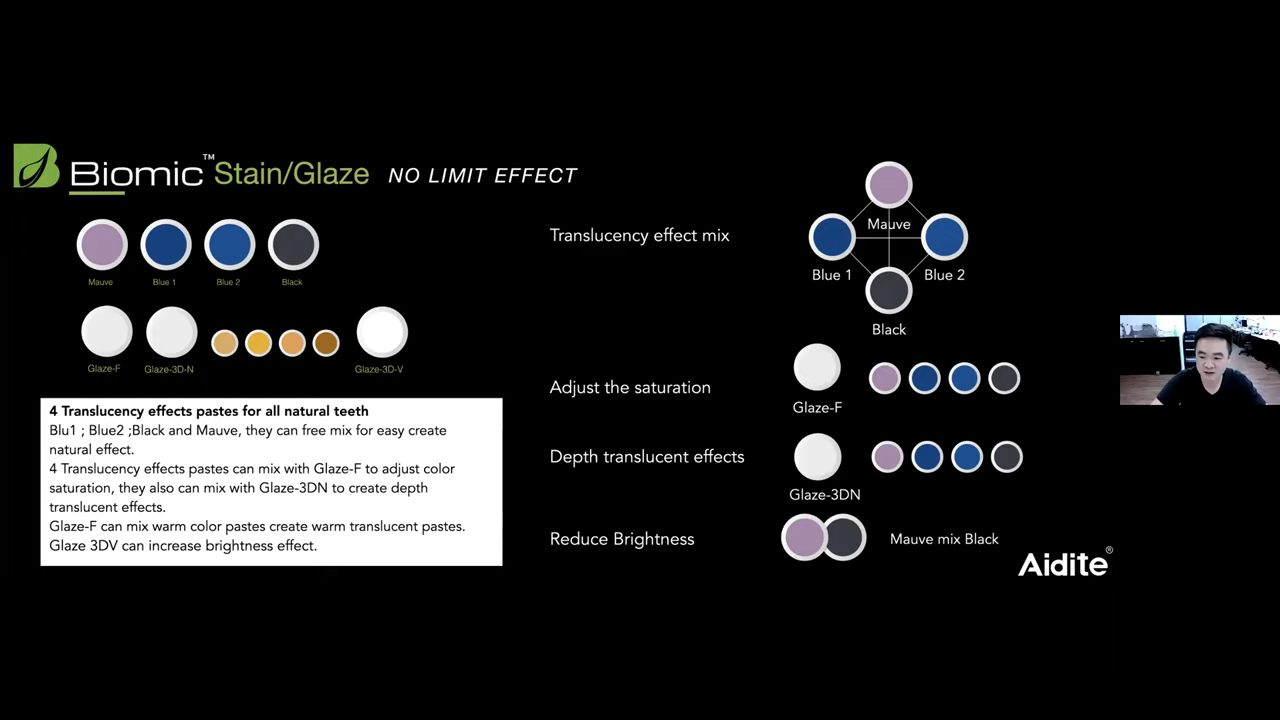 Biomic™ Stain/Glaze NO LIMIT EFFECT
Mauve Blue 1 Blue 2 Black
Glaze-F Glaze-3D-N Glaze-3D-V
4 Translucency effects pastes for all natural teeth
Blu1 ; Blue2 ;Black and Mauve, they can free mix for easy create
natural effect.
4 Translucency effects pastes can mix with Glaze-F to adjust color
saturation, they also can mix with Glaze-3DN to create depth
translucent effects.
Glaze-F can mix warm color pastes create warm translucent pastes.
Glaze 3DV can increase brightness effect.
Translucency effect mix
Mauve
Blue 1 Blue 2
Black
Adjust the saturation
Glaze-F
Depth translucent effects
Glaze-3DN
Reduce Brightness
Mauve mix Black
Aidite®